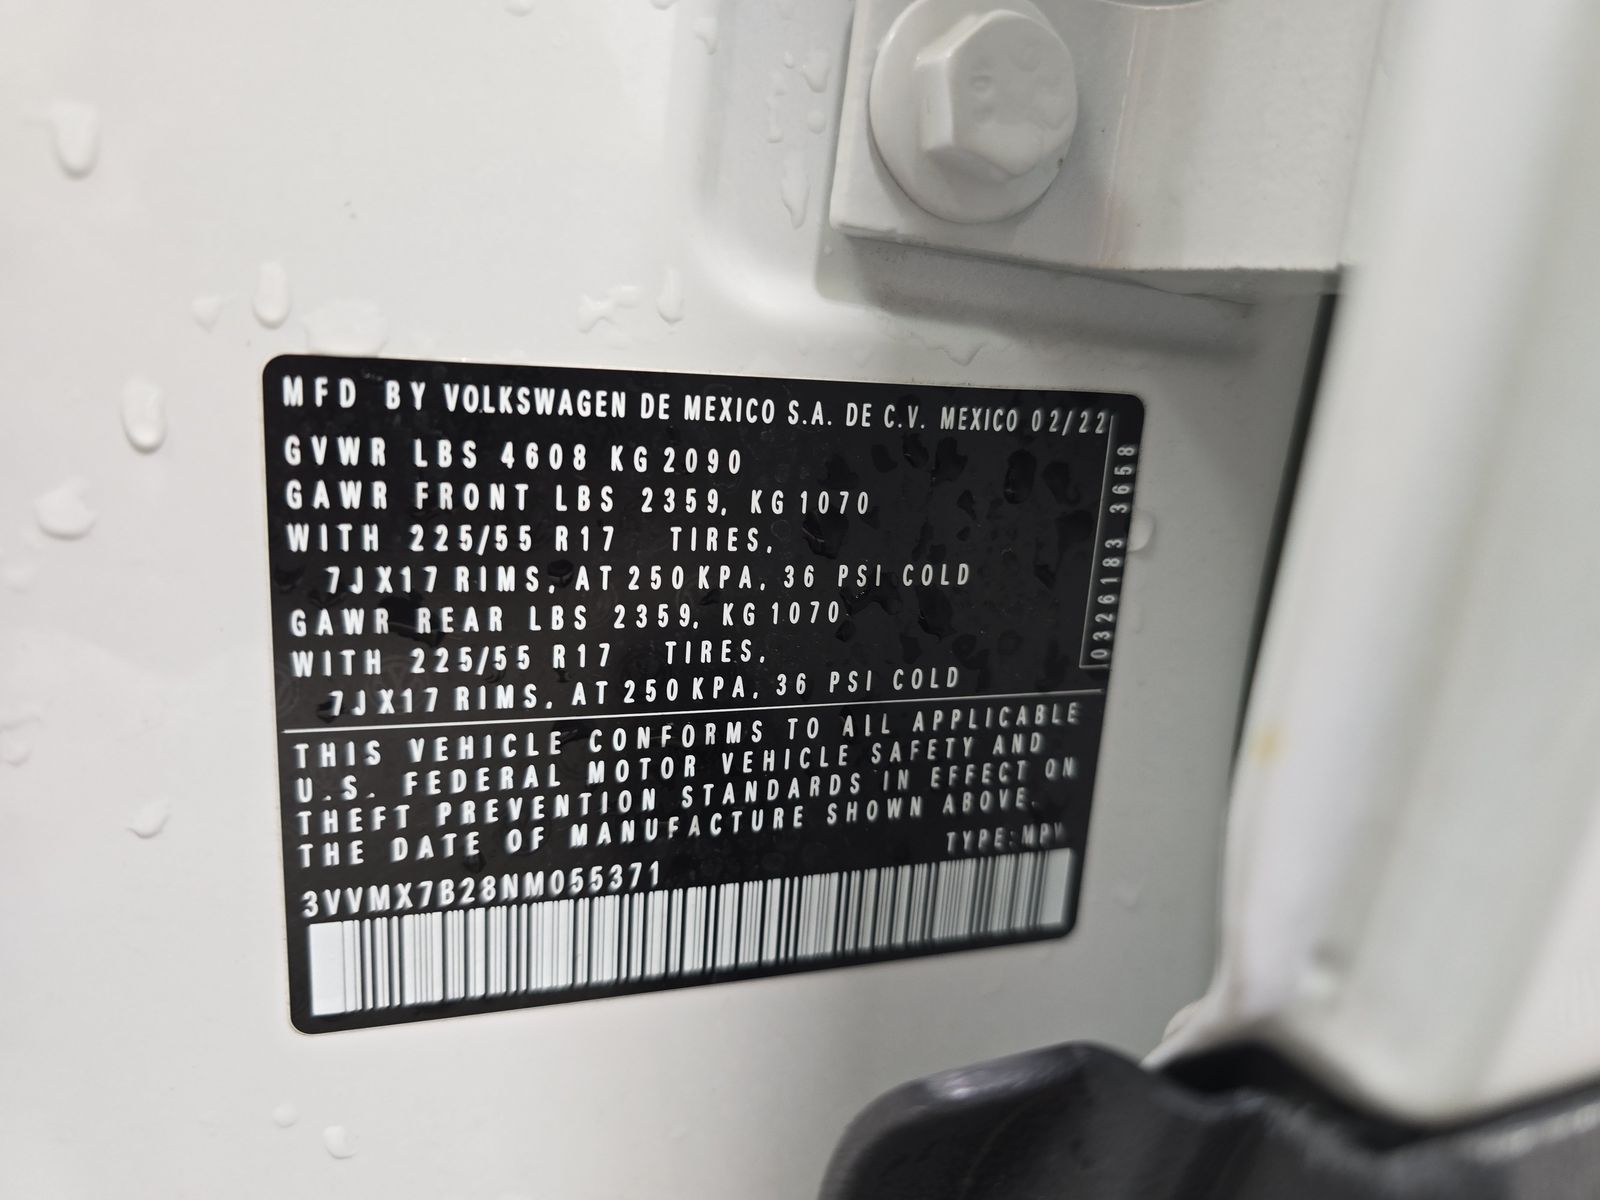 MFD BY VOLKSWAGEN DE MEXICO S.A. DE C.V. MEXICO 02/22
GVWR LBS 4608 KG 2090
GAWR FRONT LBS 2359, KG 1070
WITH 225/55 R17 TIRES,
7JX17 RIMS, AT 250 KPA, 36 PSI COLD
GAWR REAR LBS 2359, KG 1070
WITH 225/55 R17 TIRES,
7JX17 RIMS, AT 250 KPA, 36 PSI COLD
0326183 3658
THIS VEHICLE CONFORMS TO ALL APPLICABLE
U.S. FEDERAL MOTOR VEHICLE SAFETY AND
THEFT PREVENTION STANDARDS IN EFFECT ON
THE DATE OF MANUFACTURE SHOWN ABOVE.
TYPE: MPV
3VVMX7B28NM055371